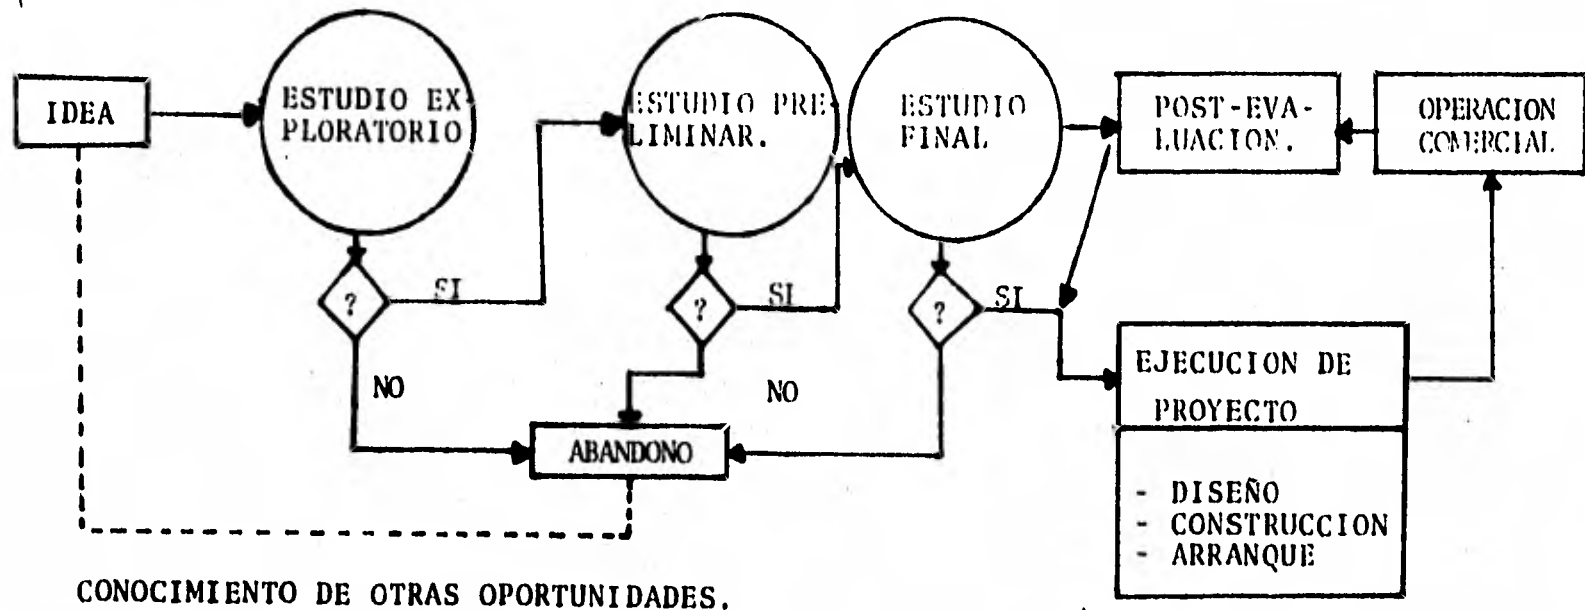 IDEA
ESTUDIO EX-
PLORATORIO
ESTUDIO PRE-
LIMINAR.
ESTUDIO
FINAL
POST-EVA-
LUACION.
OPERACION
COMERCIAL
?
SI
?
SI
?
SI
NO
NO
ABANDONO
EJECUCION DE
PROYECTO
- DISEÑO
- CONSTRUCCION
- ARRANQUE
CONOCIMIENTO DE OTRAS OPORTUNIDADES.